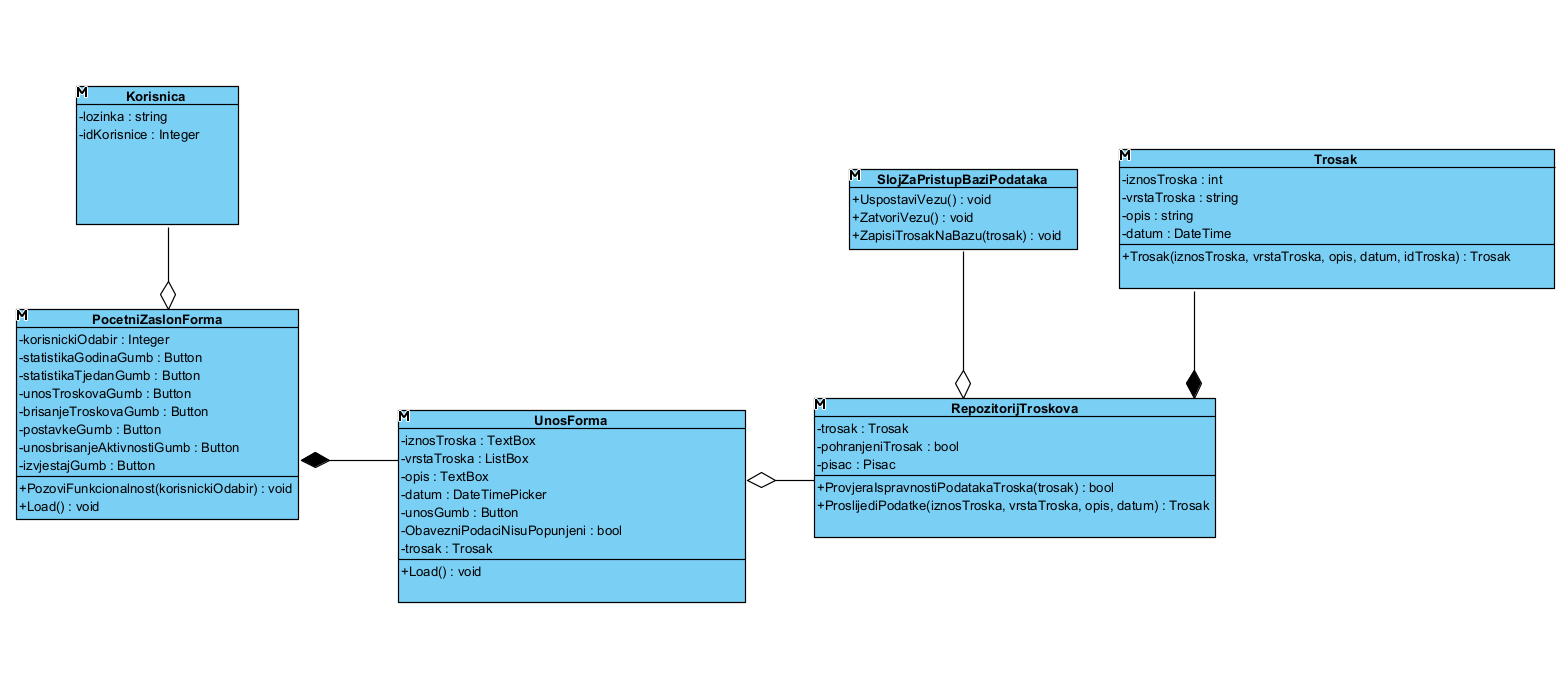 M
Korisnica
-lozinka : string
-idKorisnice : Integer
M
PocetniZaslonForma
-korisnickiOdabir : Integer
-statistikaGodinaGumb : Button
-statistikaTjedanGumb : Button
-unosTroskovaGumb : Button
-brisanjeTroskovaGumb : Button
-postavkeGumb : Button
-unosbrisanjeAktivnostiGumb : Button
-izvjestajGumb : Button
+PozoviFunkcionalnost(korisnickiOdabir) : void
+Load() : void
M
UnosForma
-iznosTroska : TextBox
-vrstaTroska : ListBox
-opis : TextBox
-datum : DateTimePicker
-unosGumb : Button
-ObavezniPodaciNisuPopunjeni : bool
-trosak : Trosak
+Load() : void
M
SlojZaPristupBaziPodataka
+UspostaviVezu() : void
+ZatvoriVezu() : void
+ZapisiTrosakNaBazu(trosak) : void
M
Trosak
-iznosTroska : int
-vrstaTroska : string
-opis : string
-datum : DateTime
+Trosak(iznosTroska, vrstaTroska, opis, datum, idTroska) : Trosak
M
RepozitorijTroskova
-trosak : Trosak
-pohranjeniTrosak : bool
-pisac : Pisac
+ProvjeraIspravnostiPodatakaTroska(trosak) : bool
+ProslijediPodatke(iznosTroska, vrstaTroska, opis, datum) : Trosak